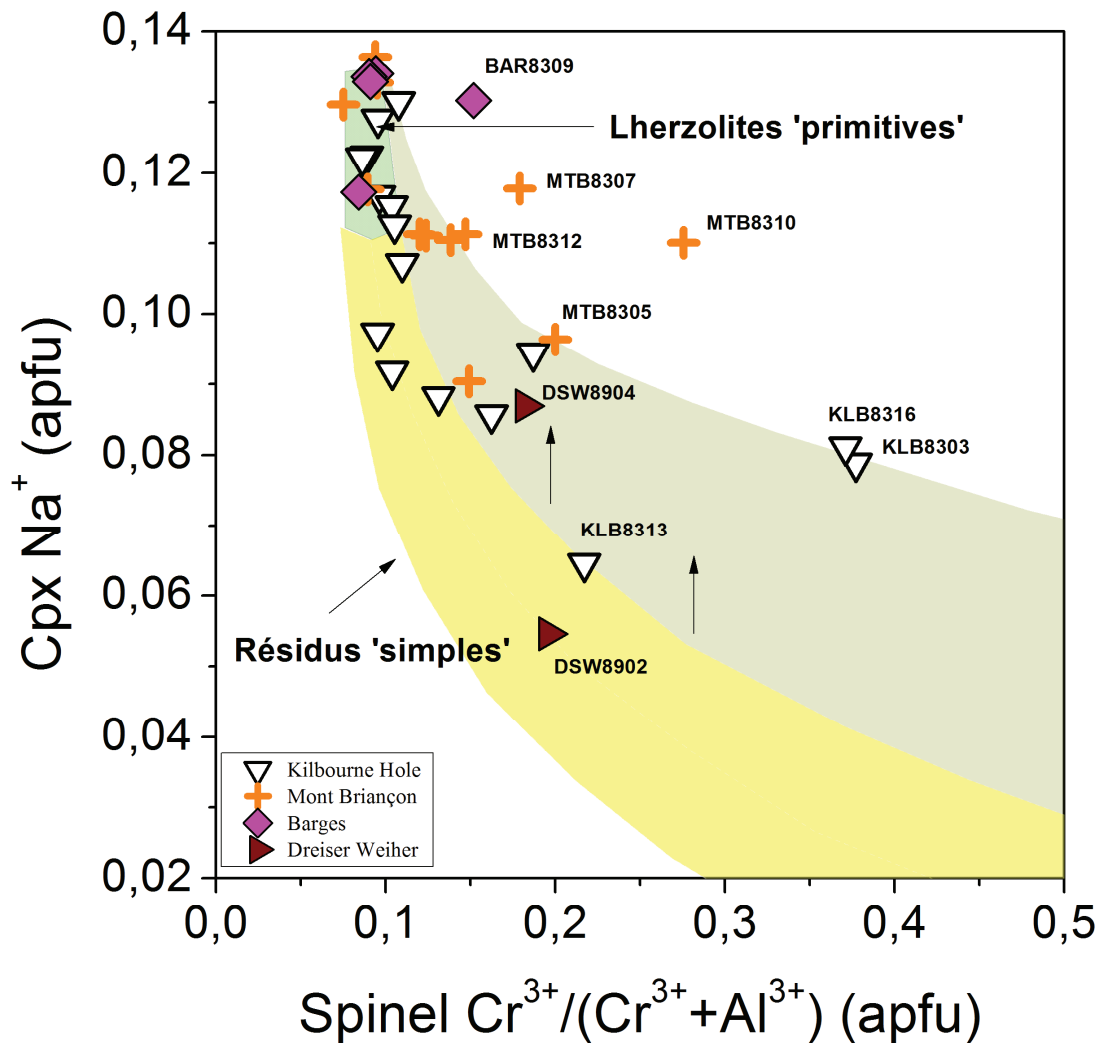 0,14
BAR8309
Lherzolites 'primitives'
0,12
MTB8307
MTB8310
MTB8312
0,10
MTB8305
DSW8904
KLB8316
KLB8303
0,08
KLB8313
0,06
Résidus 'simples'
DSW8902
0,04
Kilbourne Hole
Mont Briançon
Barges
Dreiser Weiher
0,02
0,0 0,1 0,2 0,3 0,4 0,5
Cpx Na⁺ (apfu)
Spinel Cr³⁺/(Cr³⁺+Al³⁺) (apfu)